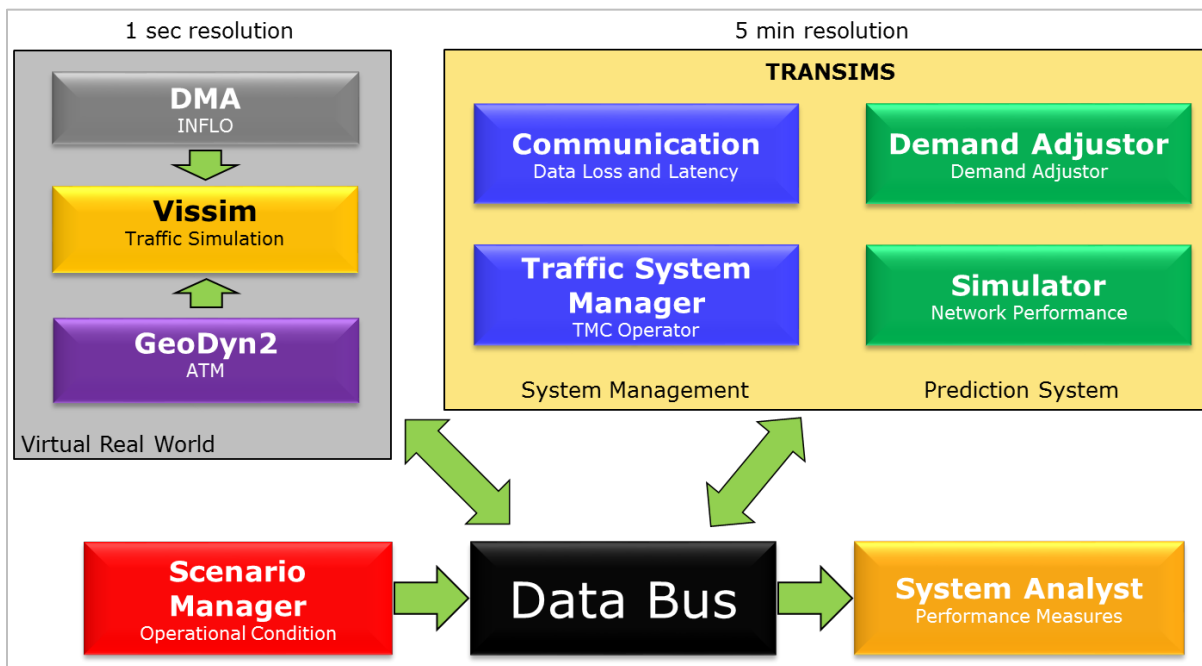 1 sec resolution
5 min resolution
DMA
INFLO
Vissim
Traffic Simulation
GeoDyn2
ATM
Virtual Real World
TRANSIMS
Communication
Data Loss and Latency
Demand Adjustor
Demand Adjustor
Traffic System
Manager
TMC Operator
Simulator
Network Performance
System Management
Prediction System
Scenario
Manager
Operational Condition
Data Bus
System Analyst
Performance Measures